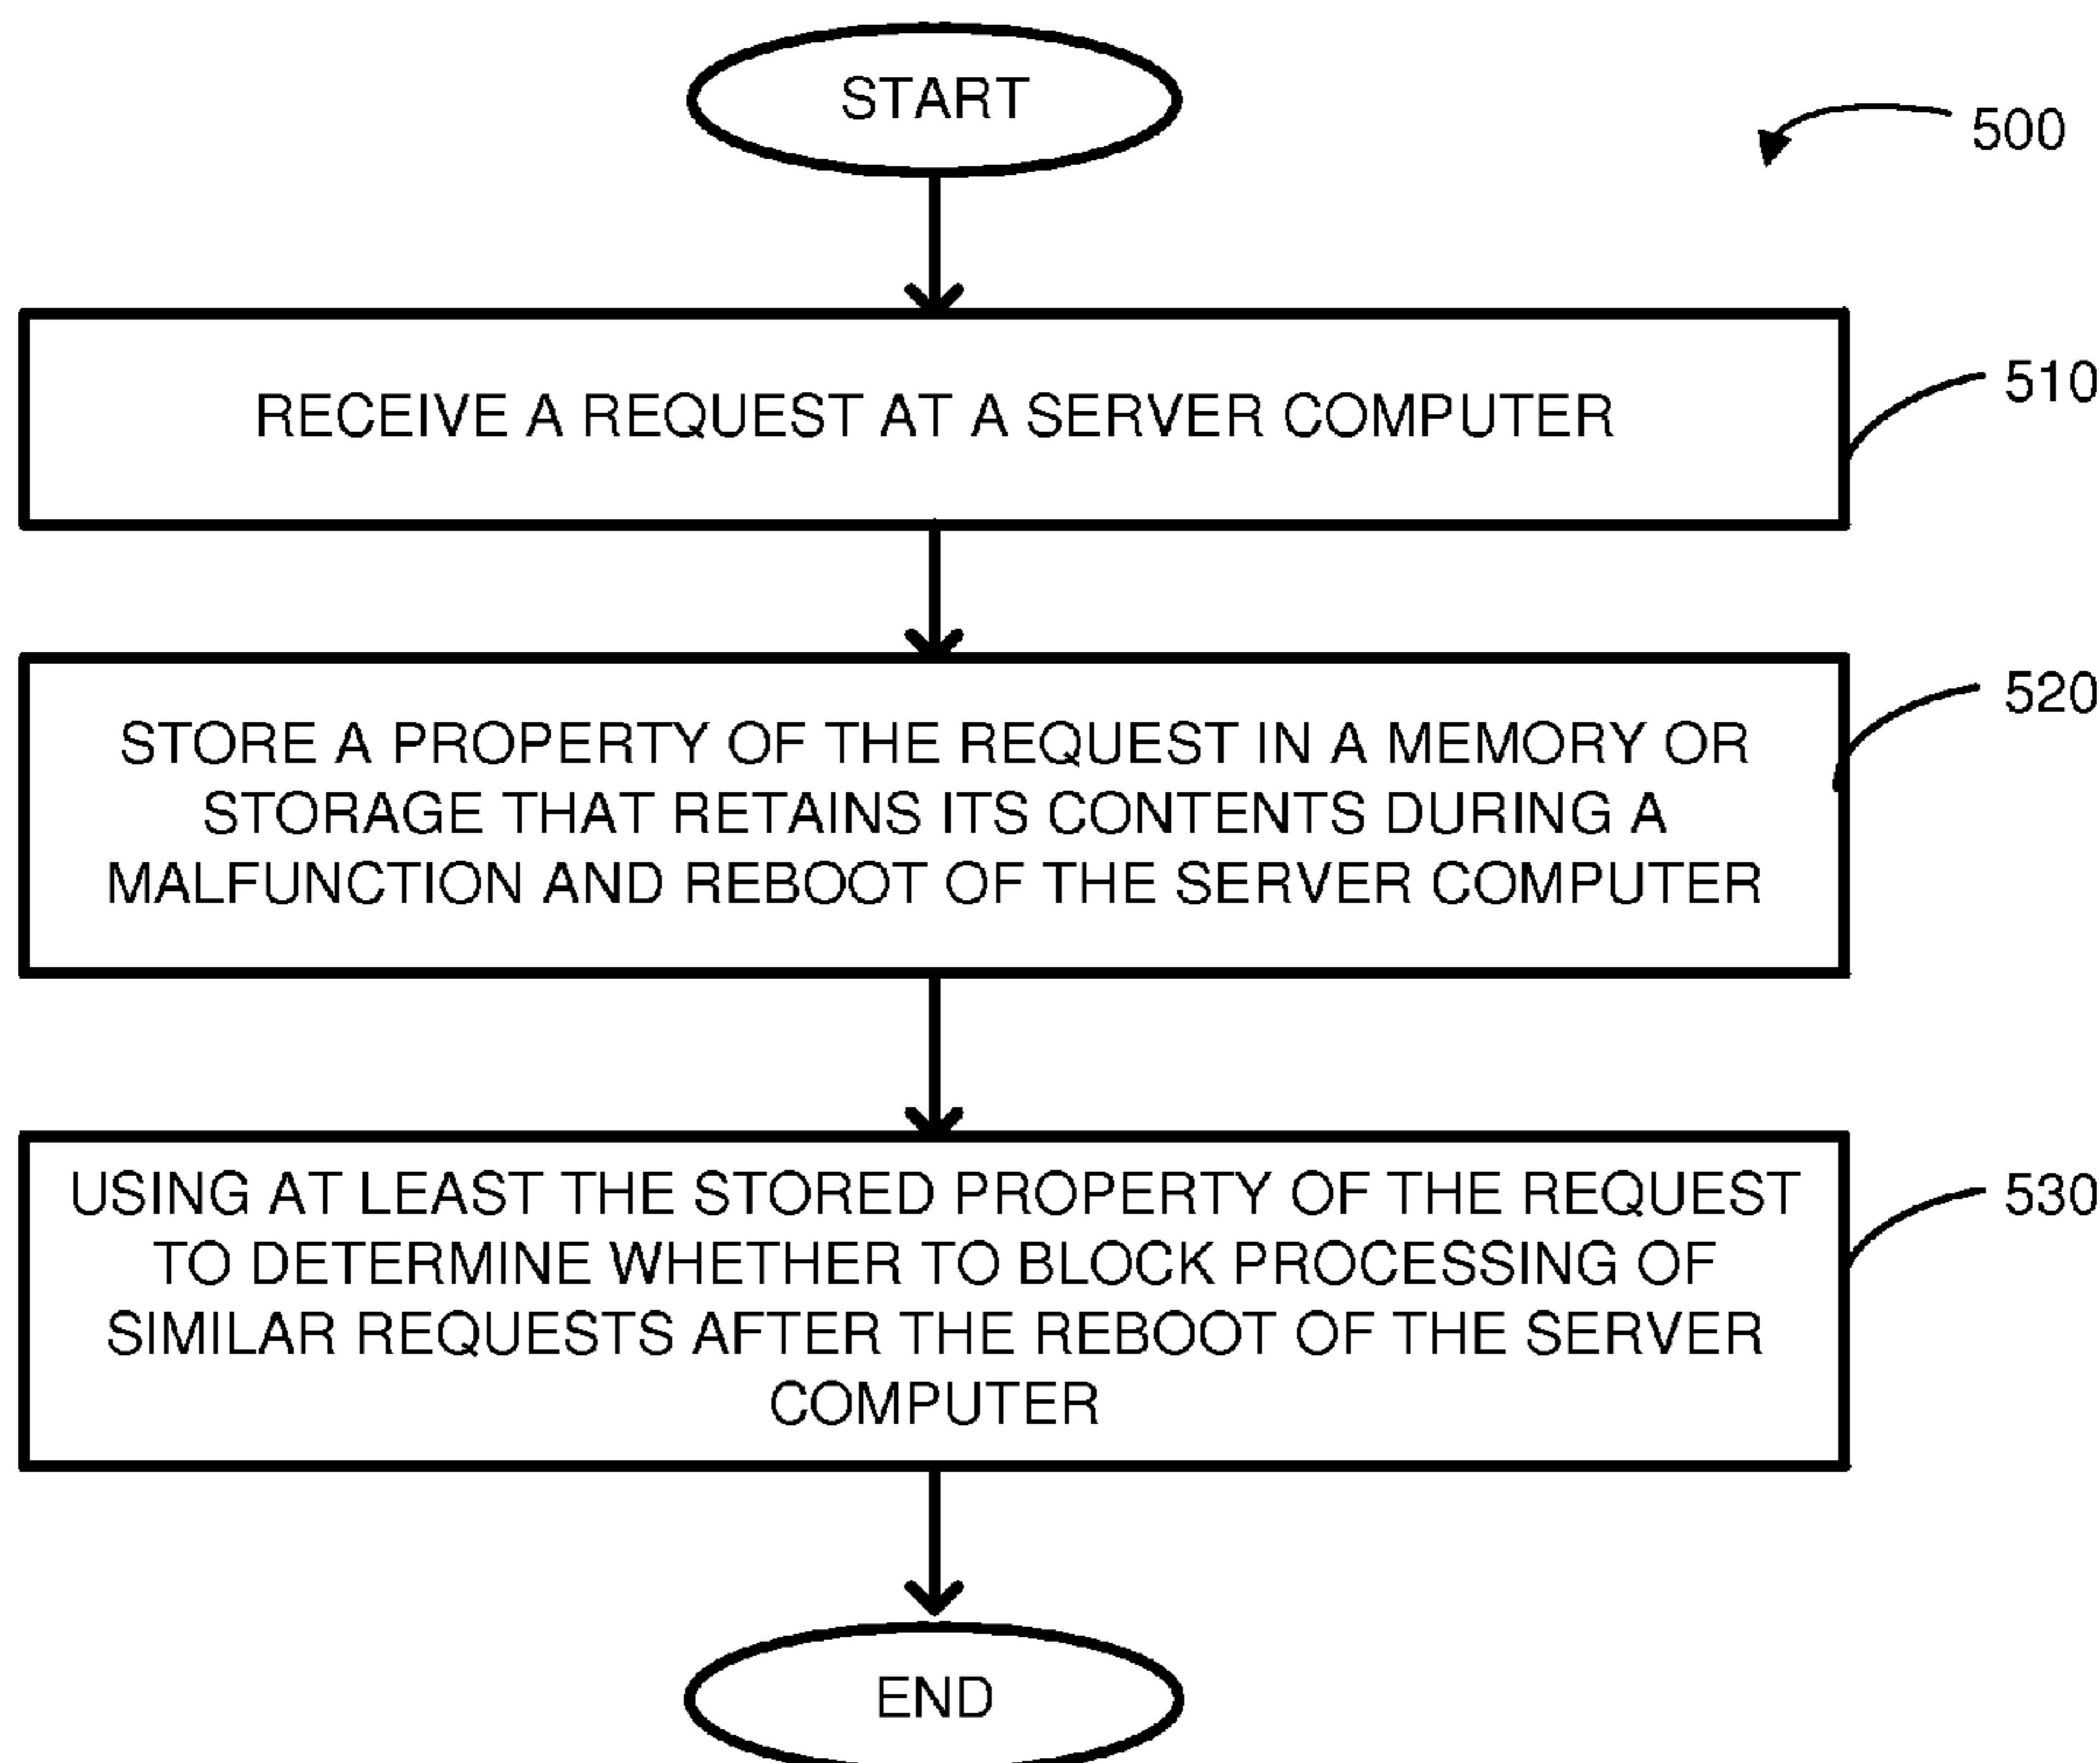 START
500
RECEIVE A REQUEST AT A SERVER COMPUTER
510
STORE A PROPERTY OF THE REQUEST IN A MEMORY OR
STORAGE THAT RETAINS ITS CONTENTS DURING A
MALFUNCTION AND REBOOT OF THE SERVER COMPUTER
520
USING AT LEAST THE STORED PROPERTY OF THE REQUEST
TO DETERMINE WHETHER TO BLOCK PROCESSING OF
SIMILAR REQUESTS AFTER THE REBOOT OF THE SERVER
COMPUTER
530
END